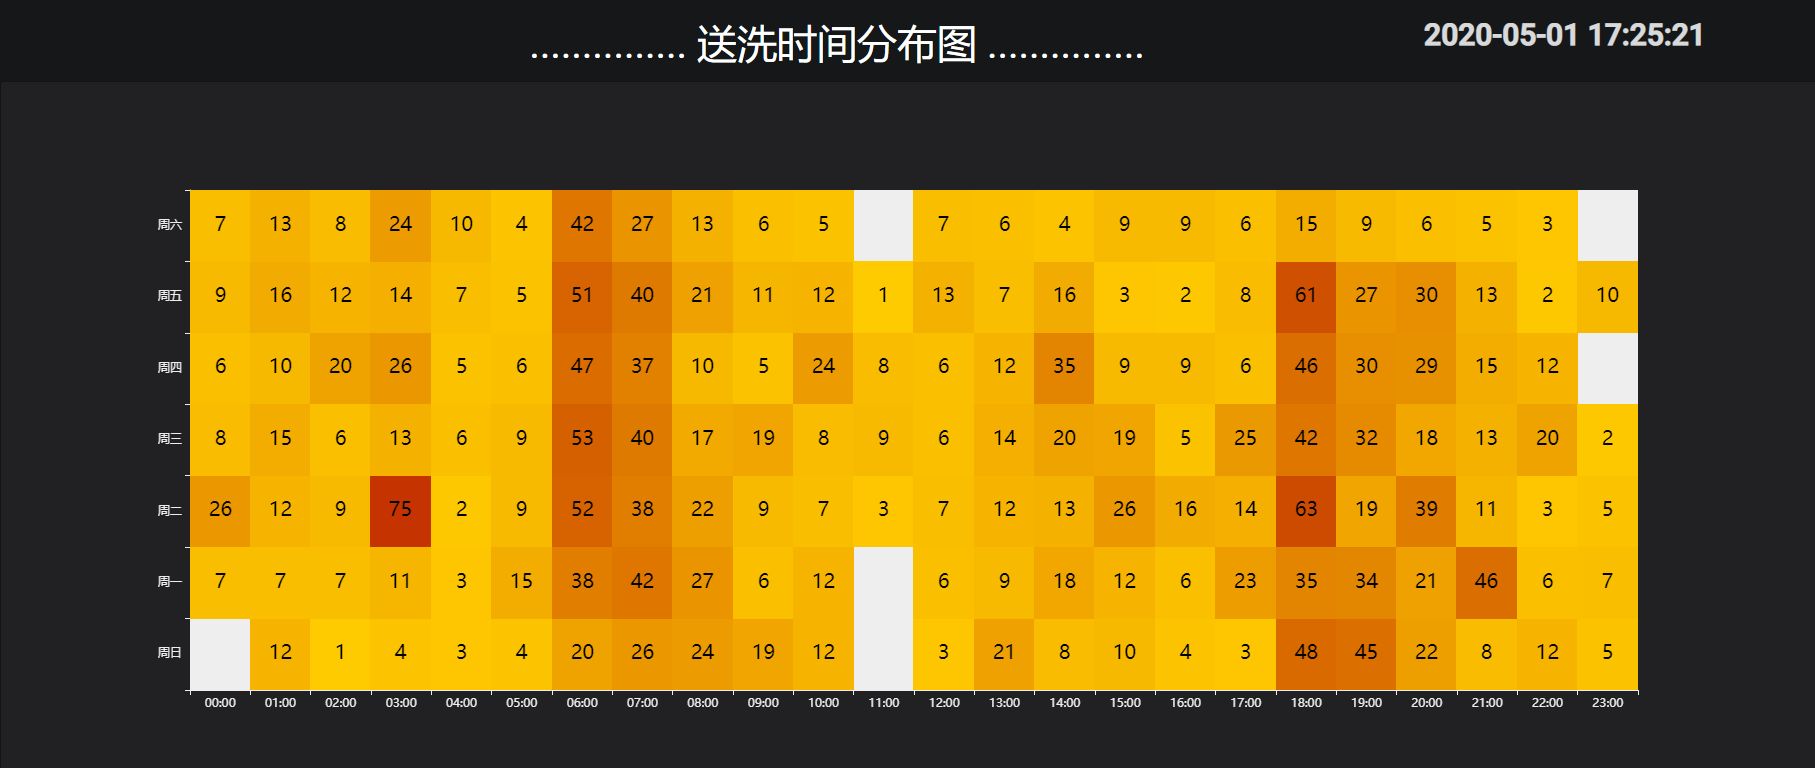 ............... 送洗时间分布图 ...............
2020-05-01 17:25:21
周六 7 13 8 24 10 4 42 27 13 6 5 7 6 4 9 9 6 15 9 6 5 3
周五 9 16 12 14 7 5 51 40 21 11 12 1 13 7 16 3 2 8 61 27 30 13 2 10
周四 6 10 20 26 5 6 47 37 10 5 24 8 6 12 35 9 9 6 46 30 29 15 12
周三 8 15 6 13 6 9 53 40 17 19 8 9 6 14 20 19 5 25 42 32 18 13 20 2
周二 26 12 9 75 2 9 52 38 22 9 7 3 7 12 13 26 16 14 63 19 39 11 3 5
周一 7 7 7 11 3 15 38 42 27 6 12 6 9 18 12 6 23 35 34 21 46 6 7
周日 12 1 4 3 4 20 26 24 19 12 3 21 8 10 4 3 48 45 22 8 12 5
00:00 01:00 02:00 03:00 04:00 05:00 06:00 07:00 08:00 09:00 10:00 11:00 12:00 13:00 14:00 15:00 16:00 17:00 18:00 19:00 20:00 21:00 22:00 23:00